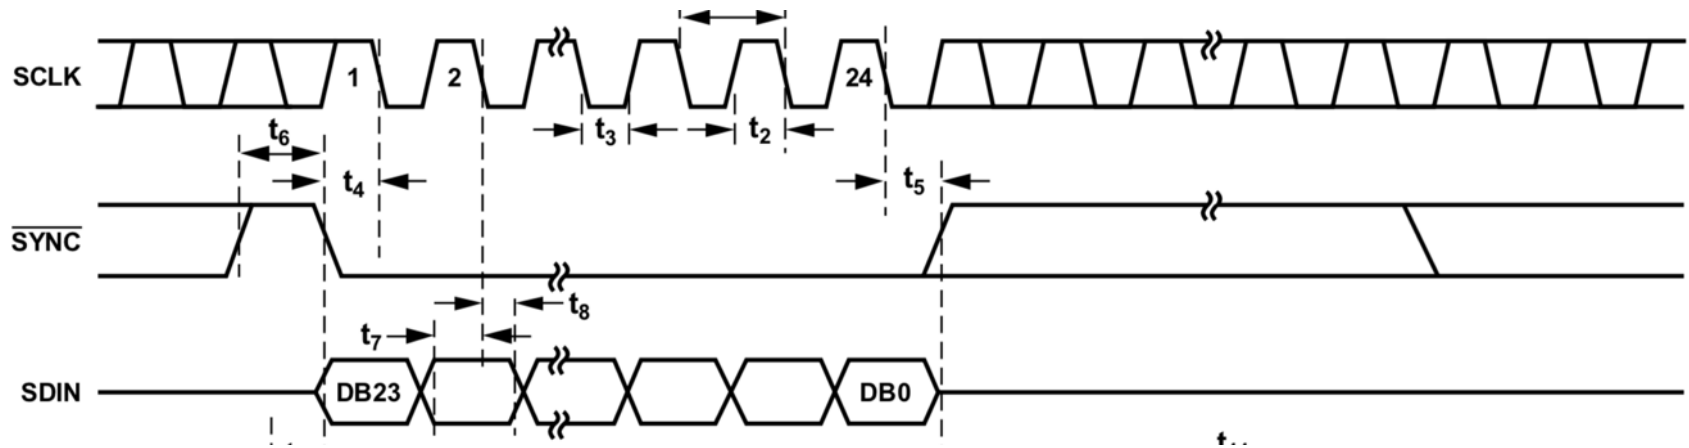 SCLK 1 2 24
t6 t3 t2
t4 t5
SYNC
t8
t7
SDIN DB23 DB0